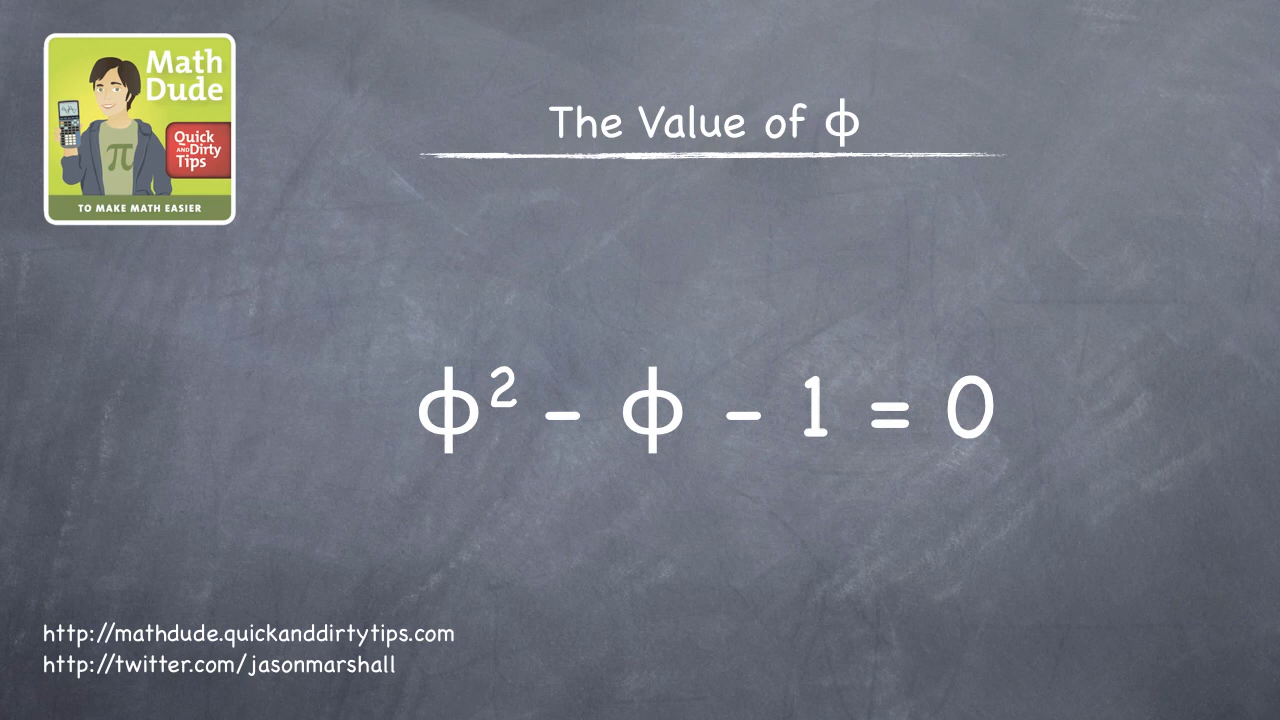 Math
Dude
Quick
AND Dirty
Tips
π
TO MAKE MATH EASIER
The Value of ϕ
ϕ² - ϕ - 1 = 0
http://mathdude.quickanddirtytips.com
http://twitter.com/jasonmarshall